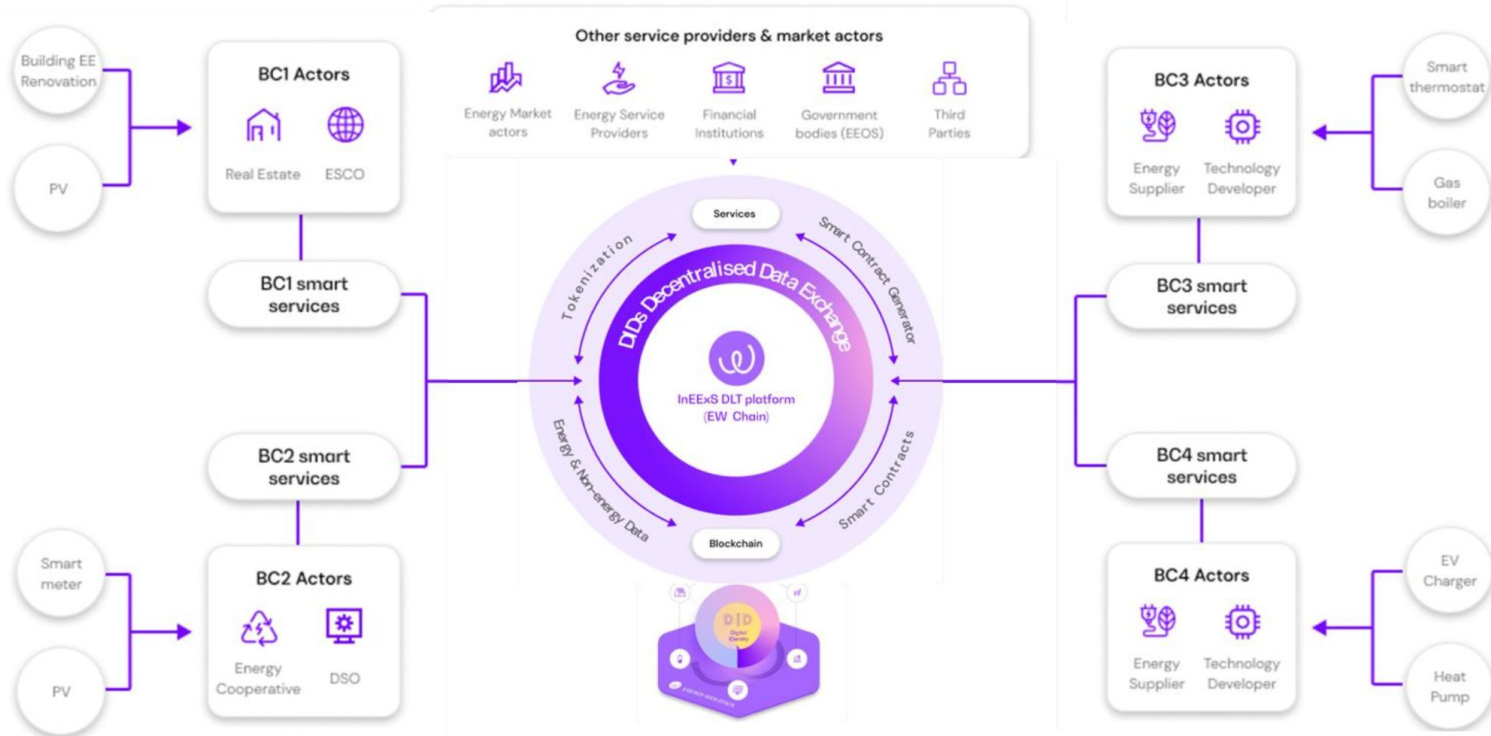 Other service providers & market actors
Energy Market
actors
Energy Service
Providers
Financial
Institutions
Government
bodies (EEOS)
Third
Parties
Building EE
Renovation
PV
BC1 Actors
Real Estate
ESCO
BC1 smart
services
BC2 smart
services
Smart
meter
PV
BC2 Actors
Energy
Cooperative
DSO
Services
Tokenization
Smart Contract Generator
DIDs Decentralised Data Exchange
InEExS DLT platform
(EW Chain)
Energy & Non-energy Data
Smart Contracts
Blockchain
DID
Digital
Identity
BC3 Actors
Energy
Supplier
Technology
Developer
Smart
thermostat
Gas
boiler
BC3 smart
services
BC4 smart
services
BC4 Actors
Energy
Supplier
Technology
Developer
EV
Charger
Heat
Pump